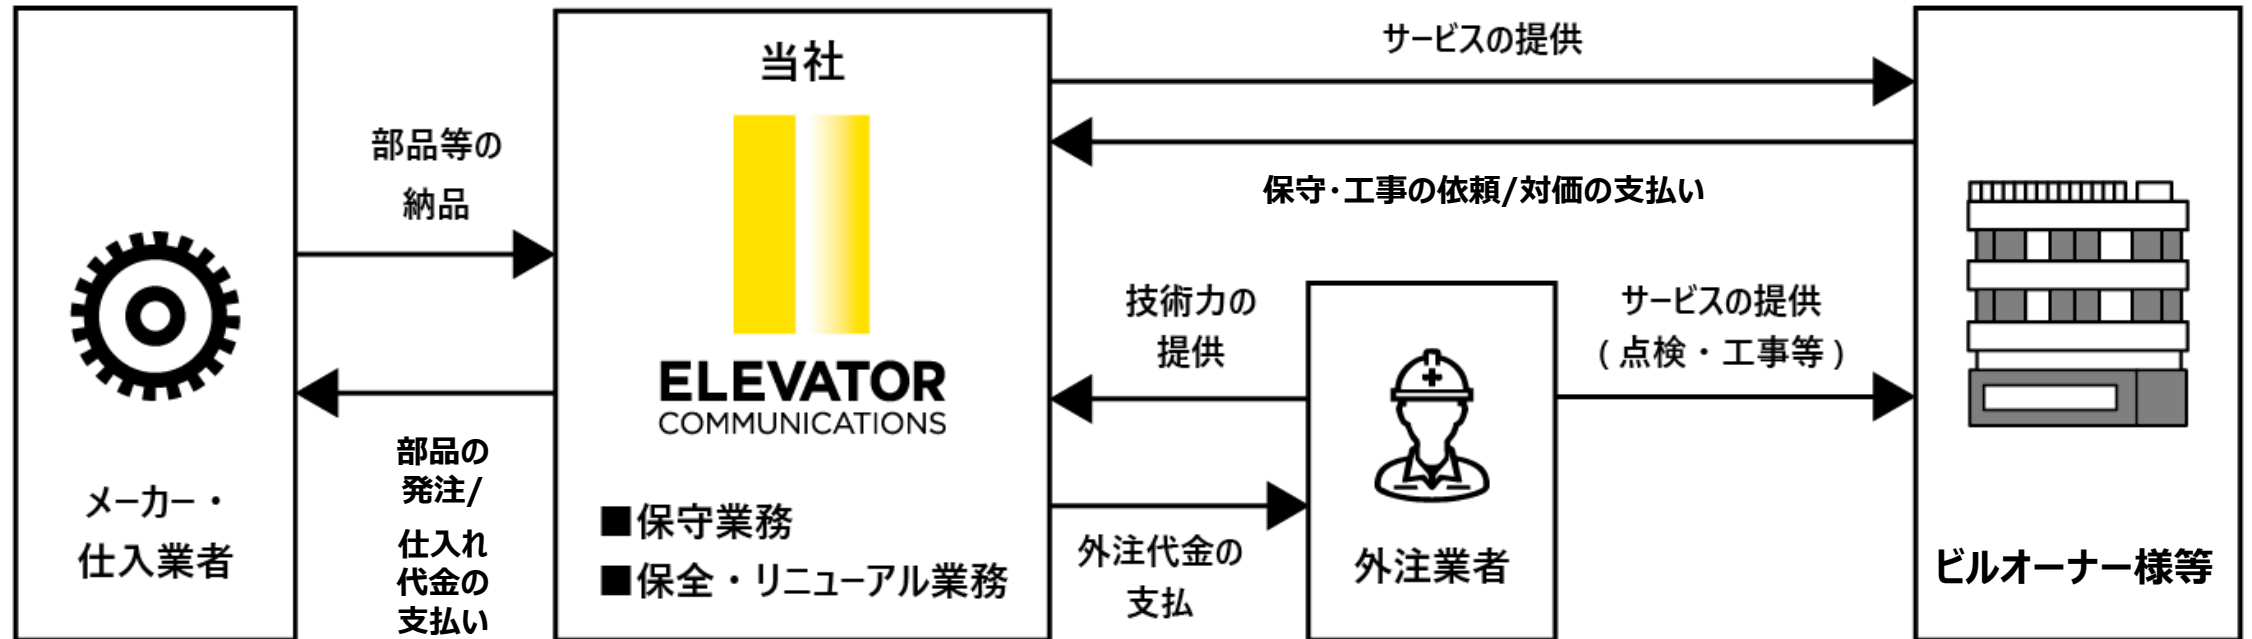 メーカー・
仕入業者
部品等の
納品
部品の
発注/
仕入れ
代金の
支払い
当社
ELEVATOR
COMMUNICATIONS
■保守業務
■保全・リニューアル業務
サービスの提供
保守･工事の依頼/対価の支払い
技術力の
提供
外注代金の
支払
外注業者
サービスの提供
(点検・工事等)
ビルオーナー様等